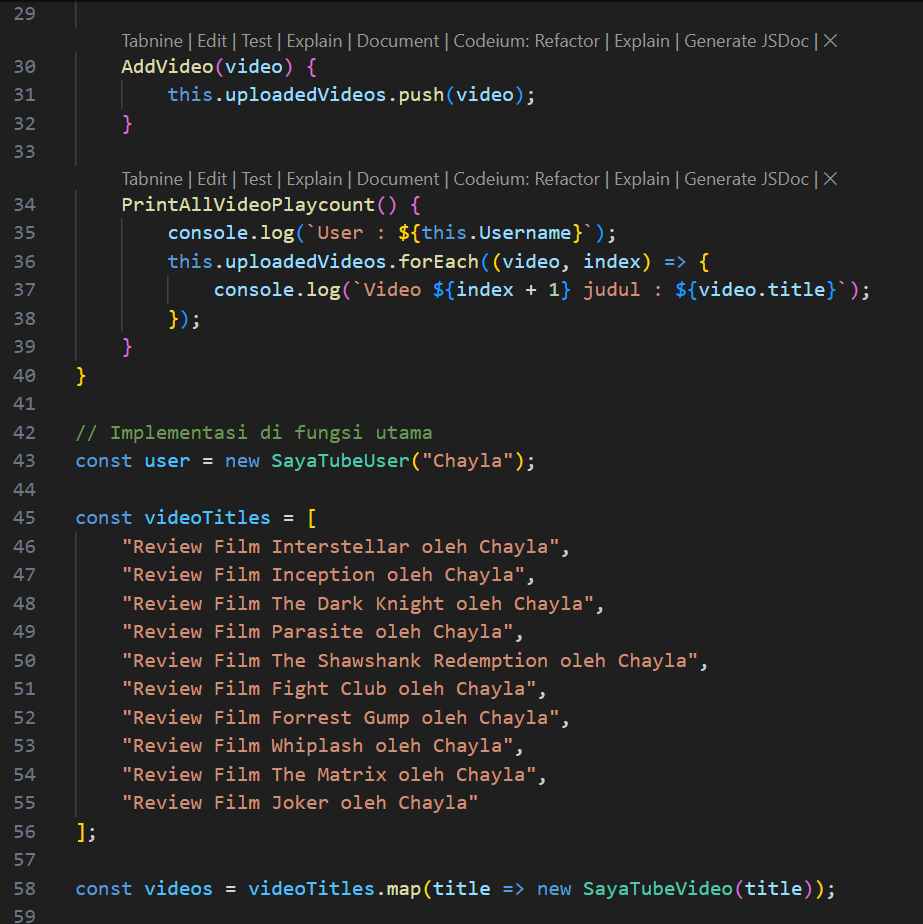 29
Tabnine | Edit | Test | Explain | Document | Codeium: Refactor | Explain | Generate JSDoc | ×
30 AddVideo(video) {
31 this.uploadedVideos.push(video);
32 }
33
Tabnine | Edit | Test | Explain | Document | Codeium: Refactor | Explain | Generate JSDoc | ×
34 PrintAllVideoPlaycount() {
35 console.log(`User : ${this.Username}`);
36 this.uploadedVideos.forEach((video, index) => {
37 console.log(`Video ${index + 1} judul : ${video.title}`);
38 });
39 }
40 }
41
42 // Implementasi di fungsi utama
43 const user = new SayaTubeUser("Chayla");
44
45 const videoTitles = [
46 "Review Film Interstellar oleh Chayla",
47 "Review Film Inception oleh Chayla",
48 "Review Film The Dark Knight oleh Chayla",
49 "Review Film Parasite oleh Chayla",
50 "Review Film The Shawshank Redemption oleh Chayla",
51 "Review Film Fight Club oleh Chayla",
52 "Review Film Forrest Gump oleh Chayla",
53 "Review Film Whiplash oleh Chayla",
54 "Review Film The Matrix oleh Chayla",
55 "Review Film Joker oleh Chayla"
56 ];
57
58 const videos = videoTitles.map(title => new SayaTubeVideo(title));
59